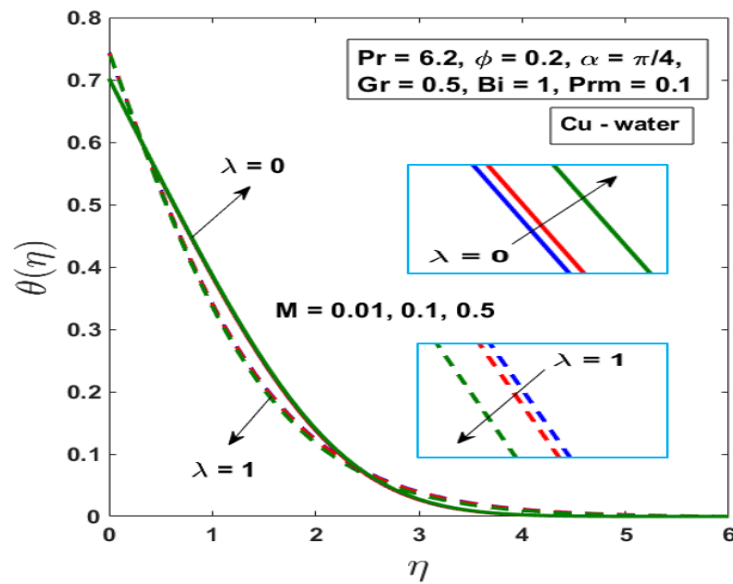 0.8
0.7
0.6
0.5
0.4
0.3
0.2
0.1
0
θ(η)
Pr = 6.2, ϕ = 0.2, α = π/4,
Gr = 0.5, Bi = 1, Prm = 0.1
Cu - water
λ = 0
λ = 0
M = 0.01, 0.1, 0.5
λ = 1
λ = 1
0 1 2 3 4 5 6
η